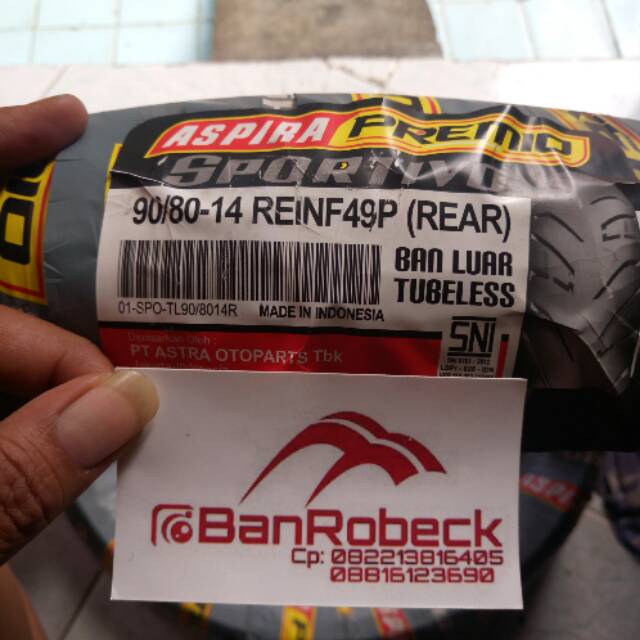 ASPIRA PREMIO
SPORTIVO
90/80-14 REINF49P (REAR)
BAN LUAR
TUBELESS
01-SPO-TL90/8014R MADE IN INDONESIA
SNI
PT ASTRA OTOPARTS Tbk
BanRobeck
Cp: 082213816405
08816123690